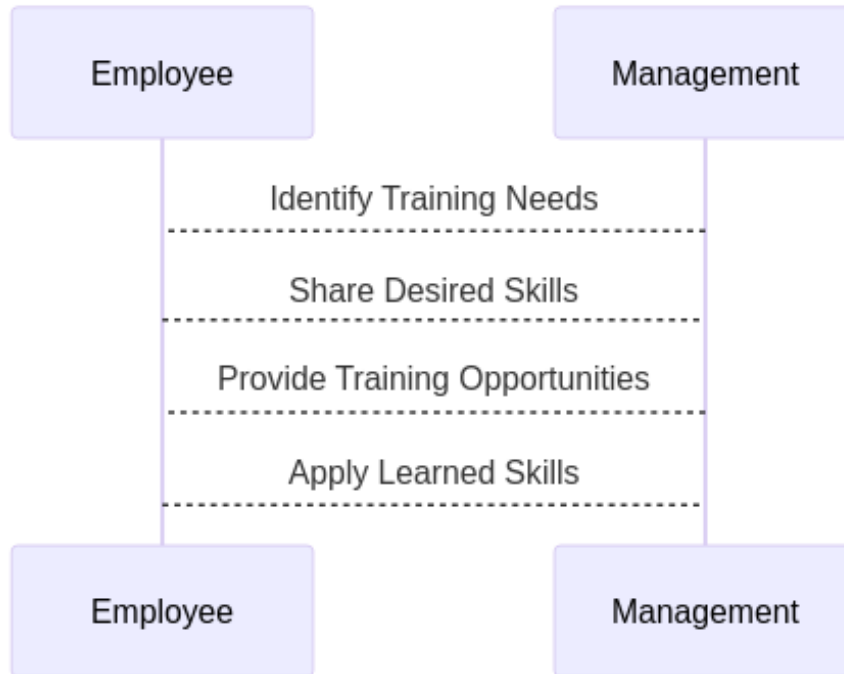 Employee
Management
Identify Training Needs
Share Desired Skills
Provide Training Opportunities
Apply Learned Skills
Employee
Management